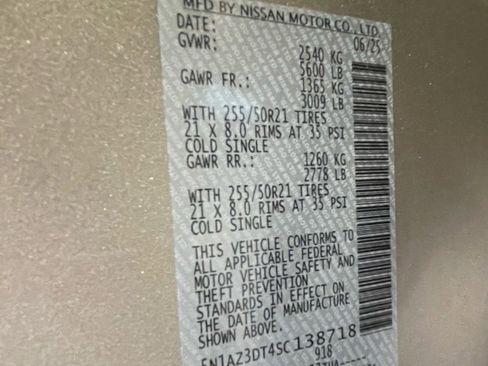 MFD BY NISSAN MOTOR CO., LTD.
DATE: 06/25
GVWR: 2540 KG
5600 LB
GAWR FR.: 1365 KG
3009 LB
WITH 255/50R21 TIRES
21 X 8.0 RIMS AT 35 PSI
COLD SINGLE
GAWR RR.: 1260 KG
2778 LB
WITH 255/50R21 TIRES
21 X 8.0 RIMS AT 35 PSI
COLD SINGLE
THIS VEHICLE CONFORMS TO
ALL APPLICABLE FEDERAL
MOTOR VEHICLE SAFETY AND
THEFT PREVENTION
STANDARDS IN EFFECT ON
THE DATE OF MANUFACTURE
SHOWN ABOVE.
5N1AZ3DT4SC138718
918